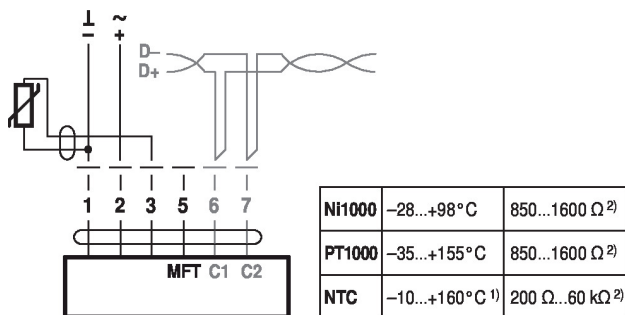 ⊥ ~
– +
D–
D+
1 2 3 5 6 7
MFT C1 C2
Ni1000 –28...+98°C 850...1600 Ω 2)
PT1000 –35...+155°C 850...1600 Ω 2)
NTC –10...+160°C 1) 200 Ω...60 kΩ 2)